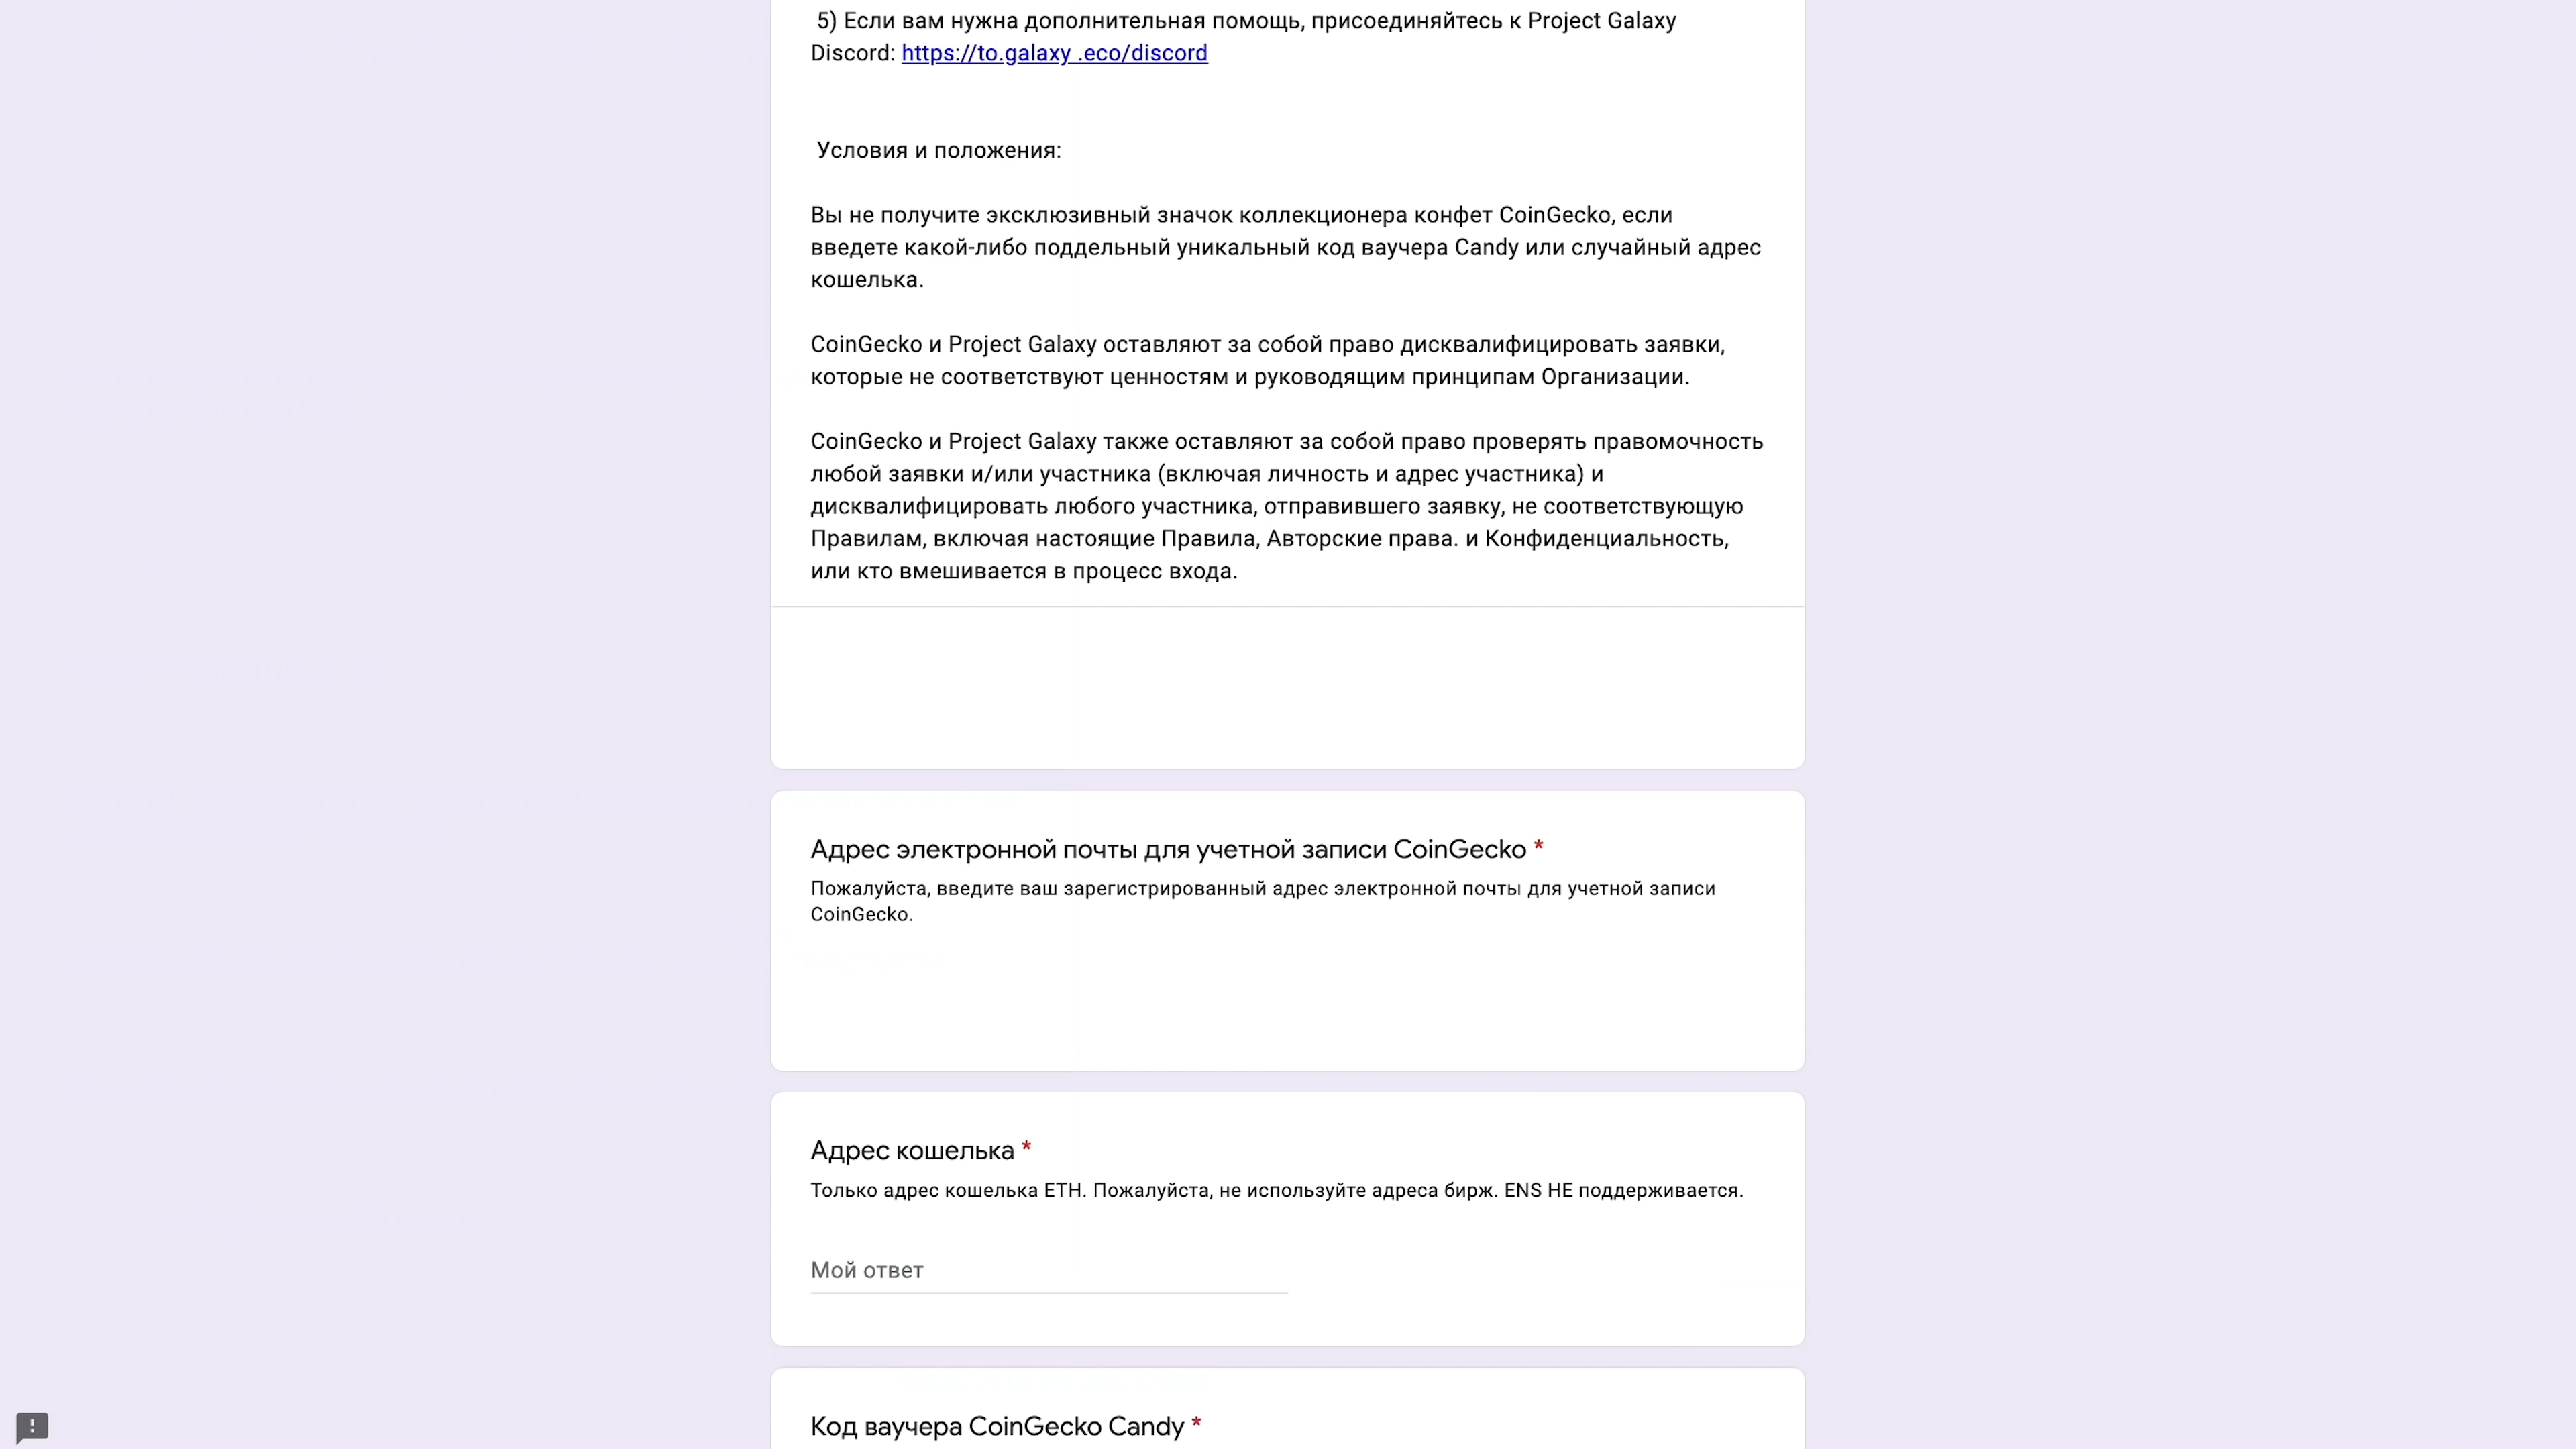 5) Если вам нужна дополнительная помощь, присоединяйтесь к Project Galaxy
Discord: https://to.galaxy .eco/discord
Условия и положения:
Вы не получите эксклюзивный значок коллекционера конфет CoinGecko, если
введете какой-либо поддельный уникальный код ваучера Candy или случайный адрес
кошелька.
CoinGecko и Project Galaxy оставляют за собой право дисквалифицировать заявки,
которые не соответствуют ценностям и руководящим принципам Организации.
CoinGecko и Project Galaxy также оставляют за собой право проверять правомочность
любой заявки и/или участника (включая личность и адрес участника) и
дисквалифицировать любого участника, отправившего заявку, не соответствующую
Правилам, включая настоящие Правила, Авторские права. и Конфиденциальность,
или кто вмешивается в процесс входа.
Адрес электронной почты для учетной записи CoinGecko *
Пожалуйста, введите ваш зарегистрированный адрес электронной почты для учетной записи
CoinGecko.
Адрес кошелька *
Только адрес кошелька ETH. Пожалуйста, не используйте адреса бирж. ENS НЕ поддерживается.
Мой ответ
Код ваучера CoinGecko Candy *